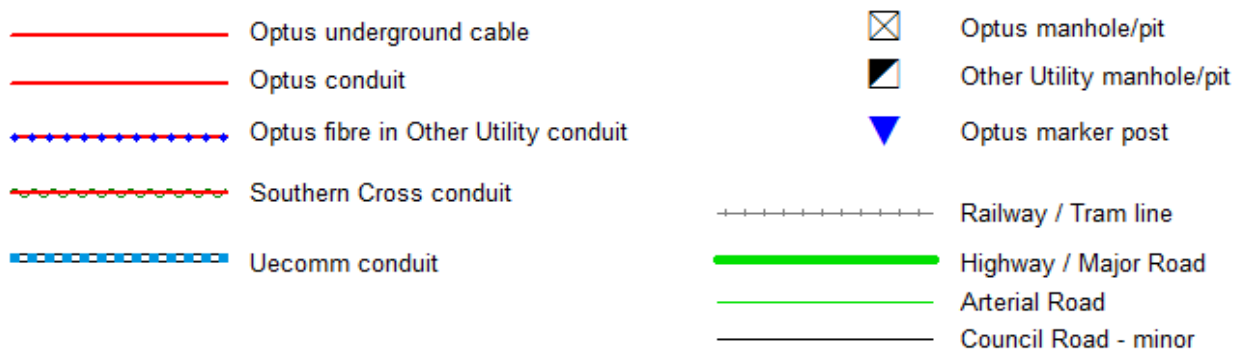 Optus underground cable
Optus conduit
Optus fibre in Other Utility conduit
Southern Cross conduit
Uecomm conduit
Optus manhole/pit
Other Utility manhole/pit
Optus marker post
Railway / Tram line
Highway / Major Road
Arterial Road
Council Road - minor